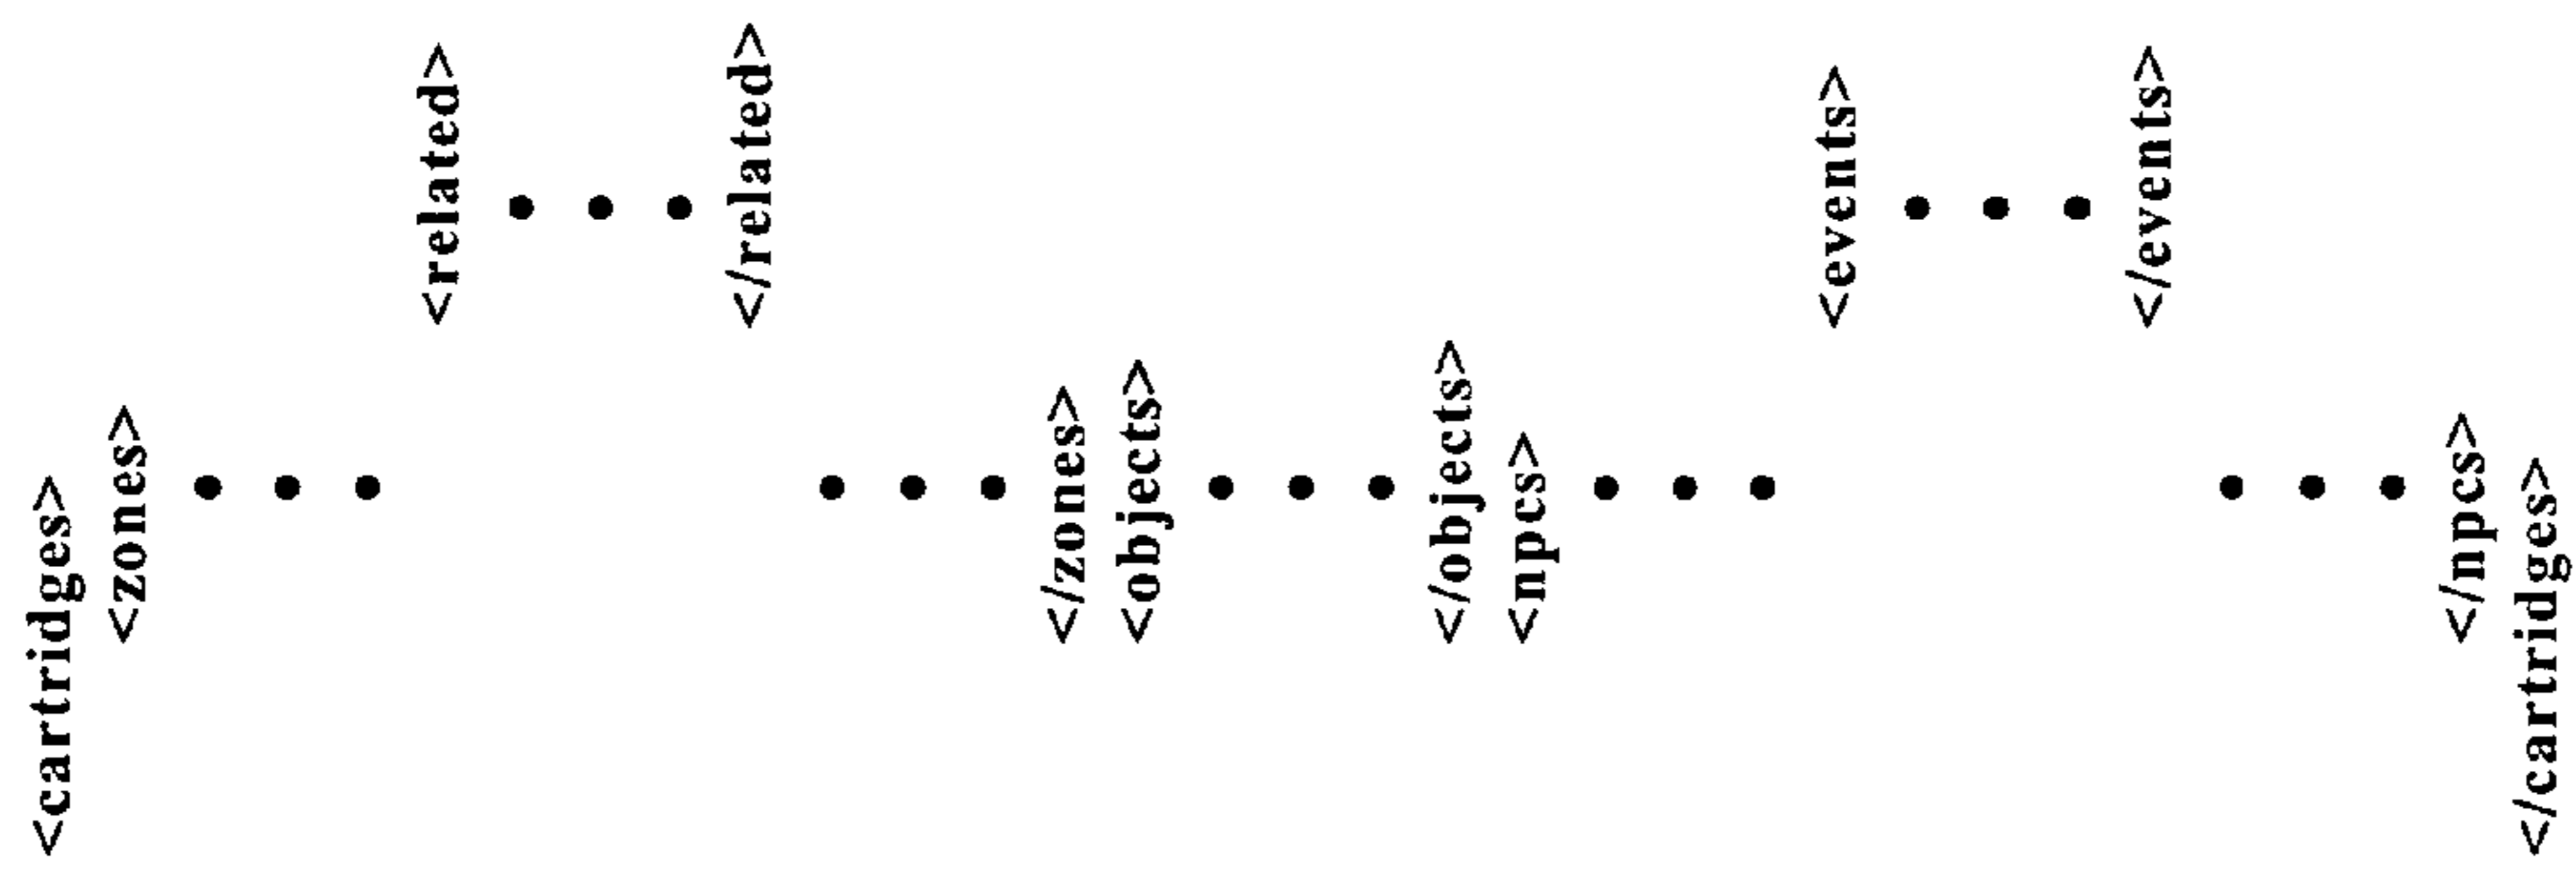 <cartridges>
<zones>
•
•
•
<related>
•
•
•
</related>
•
•
•
</zones>
<objects>
•
•
•
</objects>
<npcs>
•
•
•
<events>
•
•
•
</events>
•
•
•
</npcs>
</cartridges>